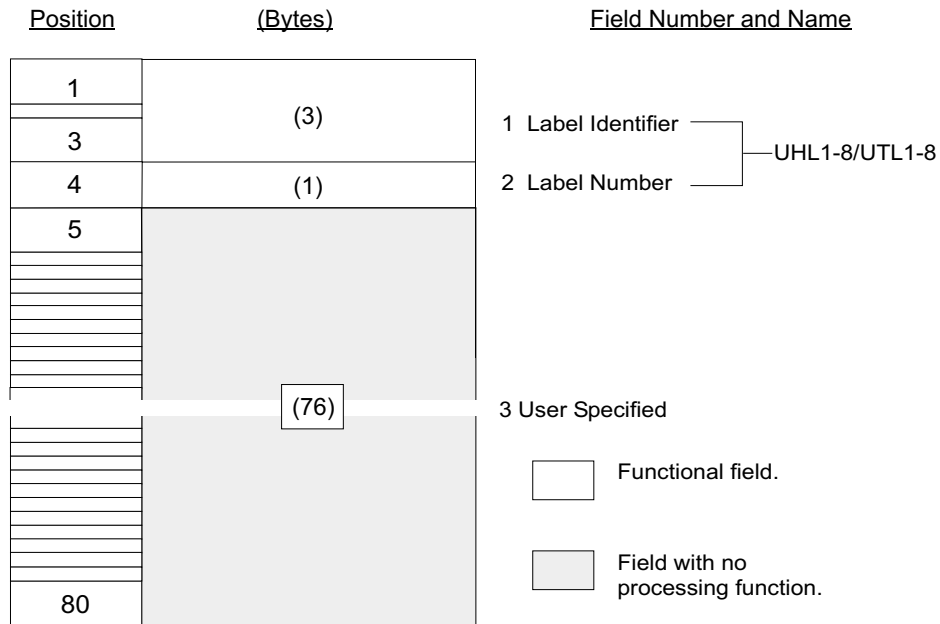 Position (Bytes) Field Number and Name
1
(3)
3
1 Label Identifier
UHL1-8/UTL1-8
4 (1) 2 Label Number
5
(76) 3 User Specified
Functional field.
Field with no
processing function.
80